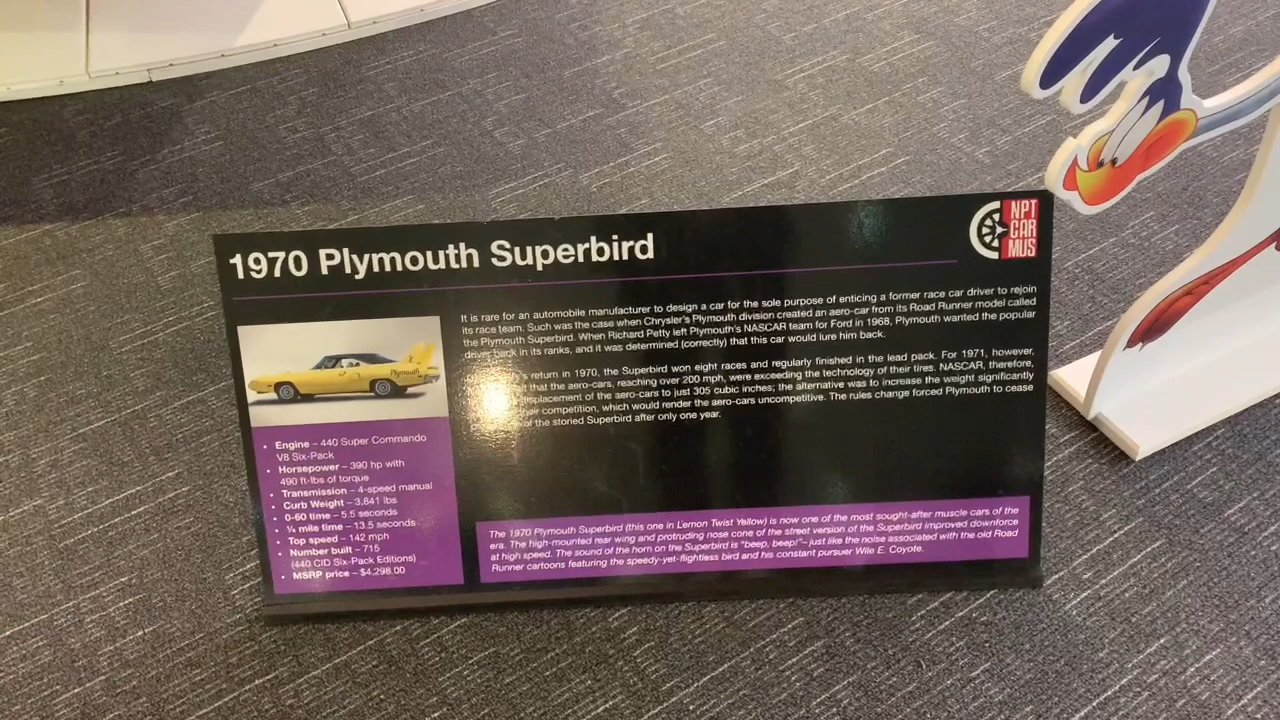 1970 Plymouth Superbird
NPT
CAR
MUS
It is rare for an automobile manufacturer to design a car for the sole purpose of enticing a former race car driver to rejoin
its race team. Such was the case when Chrysler's Plymouth division created an aero-car from its Road Runner model called
the Plymouth Superbird. When Richard Petty left Plymouth's NASCAR team for Ford in 1968, Plymouth wanted the popular
driver back in its ranks, and it was determined (correctly) that this car would lure him back.
return in 1970, the Superbird won eight races and regularly finished in the lead pack. For 1971, however,
that the aero-cars, reaching over 200 mph, were exceeding the technology of their tires. NASCAR, therefore,
of the aero-cars to just 305 cubic inches; the alternative was to increase the weight significantly
competition, which would render the aero-cars uncompetitive. The rules change forced Plymouth to cease
of the storied Superbird after only one year.
Plymouth
• Engine – 440 Super Commando
V8 Six-Pack
• Horsepower – 390 hp with
490 ft-lbs of torque
• Transmission – 4-speed manual
• Curb Weight – 3,841 lbs
• 0-60 time – 5.5 seconds
• ¼ mile time – 13.5 seconds
• Top speed – 142 mph
• Number built – 715
(440 CID Six-Pack Editions)
• MSRP price – $4,298.00
The 1970 Plymouth Superbird (this one in Lemon Twist Yellow) is now one of the most sought-after muscle cars of the
era. The high-mounted rear wing and protruding nose cone of the street version of the Superbird improved downforce
at high speed. The sound of the horn on the Superbird is "beep, beep!"– just like the noise associated with the old Road
Runner cartoons featuring the speedy-yet-flightless bird and his constant pursuer Wile E. Coyote.